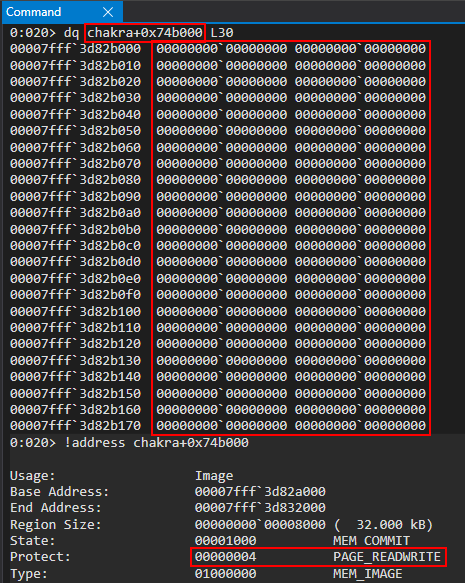 Command X
0:020> dq chakra+0x74b000 L30
00007fff`3d82b000 00000000`00000000 00000000`00000000
00007fff`3d82b010 00000000`00000000 00000000`00000000
00007fff`3d82b020 00000000`00000000 00000000`00000000
00007fff`3d82b030 00000000`00000000 00000000`00000000
00007fff`3d82b040 00000000`00000000 00000000`00000000
00007fff`3d82b050 00000000`00000000 00000000`00000000
00007fff`3d82b060 00000000`00000000 00000000`00000000
00007fff`3d82b070 00000000`00000000 00000000`00000000
00007fff`3d82b080 00000000`00000000 00000000`00000000
00007fff`3d82b090 00000000`00000000 00000000`00000000
00007fff`3d82b0a0 00000000`00000000 00000000`00000000
00007fff`3d82b0b0 00000000`00000000 00000000`00000000
00007fff`3d82b0c0 00000000`00000000 00000000`00000000
00007fff`3d82b0d0 00000000`00000000 00000000`00000000
00007fff`3d82b0e0 00000000`00000000 00000000`00000000
00007fff`3d82b0f0 00000000`00000000 00000000`00000000
00007fff`3d82b100 00000000`00000000 00000000`00000000
00007fff`3d82b110 00000000`00000000 00000000`00000000
00007fff`3d82b120 00000000`00000000 00000000`00000000
00007fff`3d82b130 00000000`00000000 00000000`00000000
00007fff`3d82b140 00000000`00000000 00000000`00000000
00007fff`3d82b150 00000000`00000000 00000000`00000000
00007fff`3d82b160 00000000`00000000 00000000`00000000
00007fff`3d82b170 00000000`00000000 00000000`00000000
0:020> !address chakra+0x74b000
Usage: Image
Base Address: 00007fff`3d82a000
End Address: 00007fff`3d832000
Region Size: 00000000`00008000 ( 32.000 kB)
State: 00001000 MEM_COMMIT
Protect: 00000004 PAGE_READWRITE
Type: 01000000 MEM_IMAGE